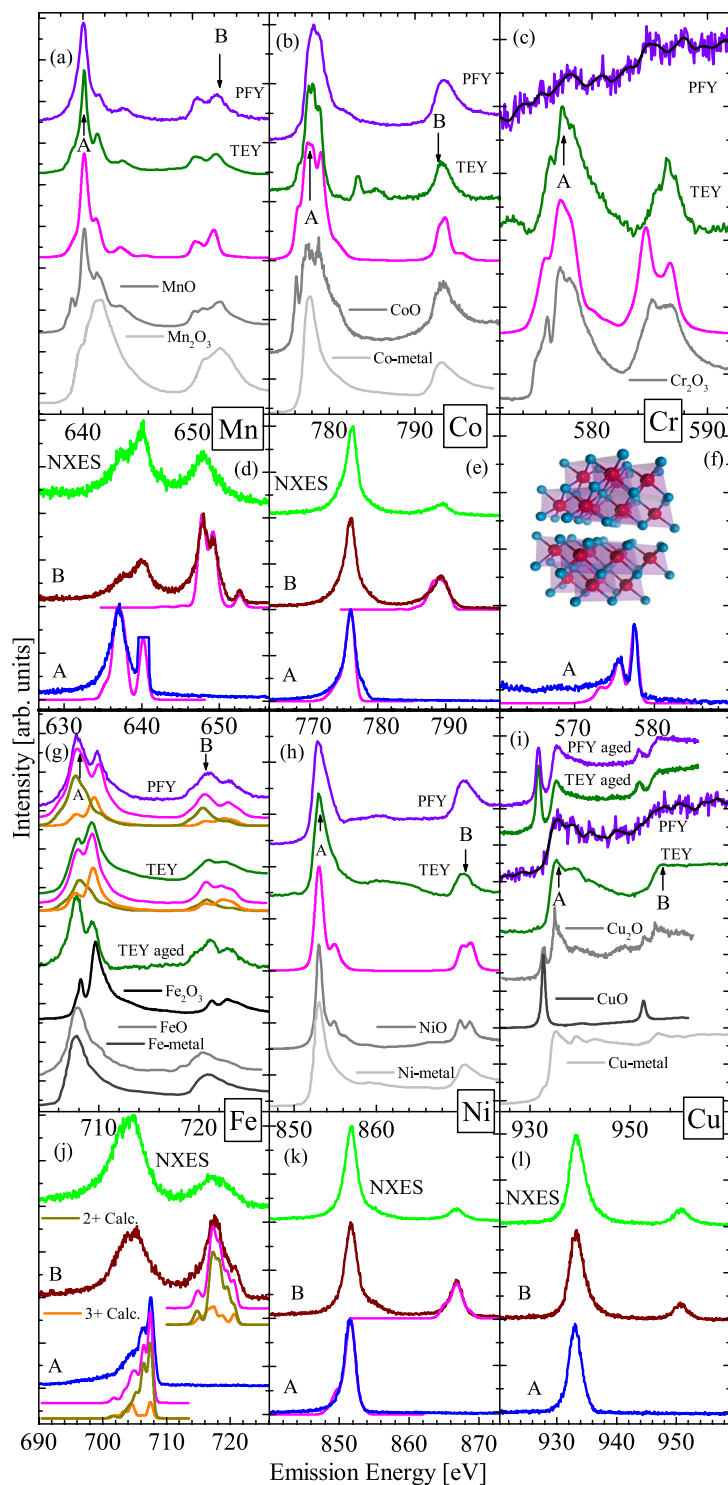 (a)
B
PFY
A
TEY
MnO
Mn2O3
640
650
Mn
(b)
B
PFY
TEY
A
CoO
Co-metal
780
790
Co
(c)
PFY
A
TEY
Cr2O3
580
590
Cr
NXES
(d)
B
A
630
640
650
NXES
(e)
B
A
770
780
790
(f)
A
570
580
Intensity [arb. units]
(g)
B
A
PFY
TEY
TEY aged
Fe2O3
FeO
Fe-metal
710
720
Fe
(h)
PFY
B
A
TEY
NiO
Ni-metal
850
860
Ni
(i)
PFY aged
TEY aged
PFY
TEY
A
B
Cu2O
CuO
Cu-metal
930
950
Cu
(j)
NXES
2+ Calc.
B
3+ Calc.
A
690
700
710
720
(k)
NXES
B
A
850
860
870
(l)
NXES
B
A
930
950
Emission Energy [eV]